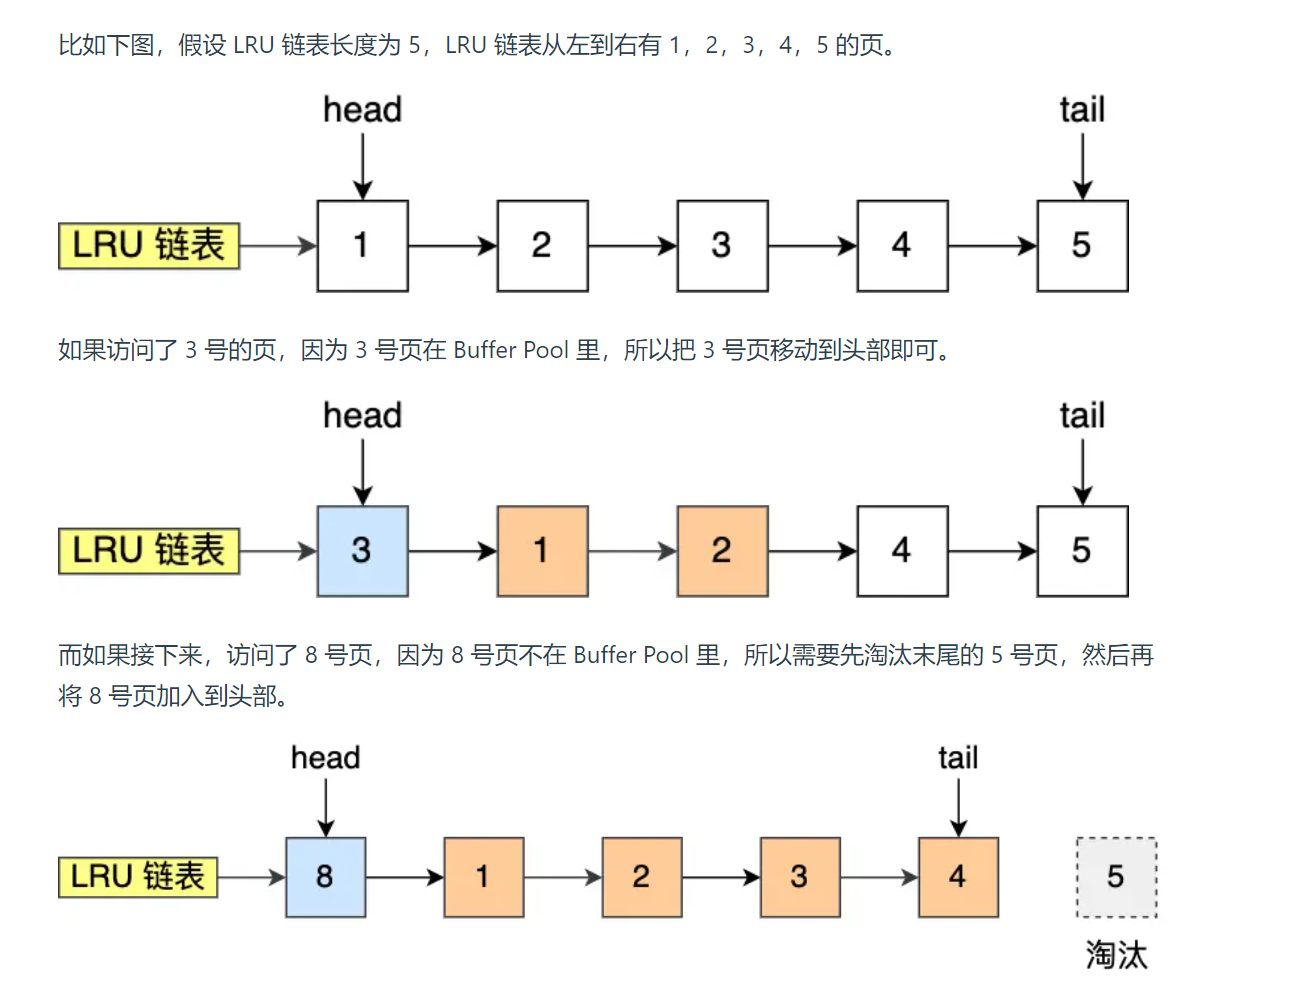 比如下图，假设 LRU 链表长度为 5，LRU 链表从左到右有 1，2，3，4，5 的页。
head tail
LRU 链表 1 2 3 4 5
如果访问了 3 号的页，因为 3 号页在 Buffer Pool 里，所以把 3 号页移动到头部即可。
head tail
LRU 链表 3 1 2 4 5
而如果接下来，访问了 8 号页，因为 8 号页不在 Buffer Pool 里，所以需要先淘汰末尾的 5 号页，然后再
将 8 号页加入到头部。
head tail
LRU 链表 8 1 2 3 4 5
淘汰